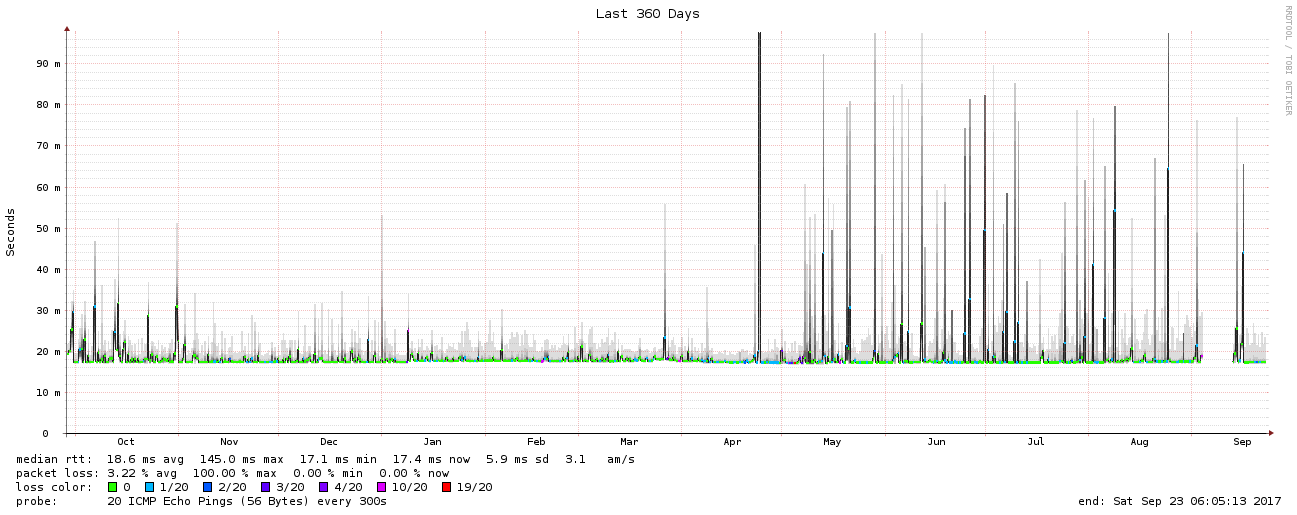 Last 360 Days
RRDTOOL / TOBI OETIKER
Seconds
90 m
80 m
70 m
60 m
50 m
40 m
30 m
20 m
10 m
0
Oct Nov Dec Jan Feb Mar Apr May Jun Jul Aug Sep
median rtt: 18.6 ms avg 145.0 ms max 17.1 ms min 17.4 ms now 5.9 ms sd 3.1 am/s
packet loss: 3.22 % avg 100.00 % max 0.00 % min 0.00 % now
loss color: 0 1/20 2/20 3/20 4/20 10/20 19/20
probe: 20 ICMP Echo Pings (56 Bytes) every 300s end: Sat Sep 23 06:05:13 2017